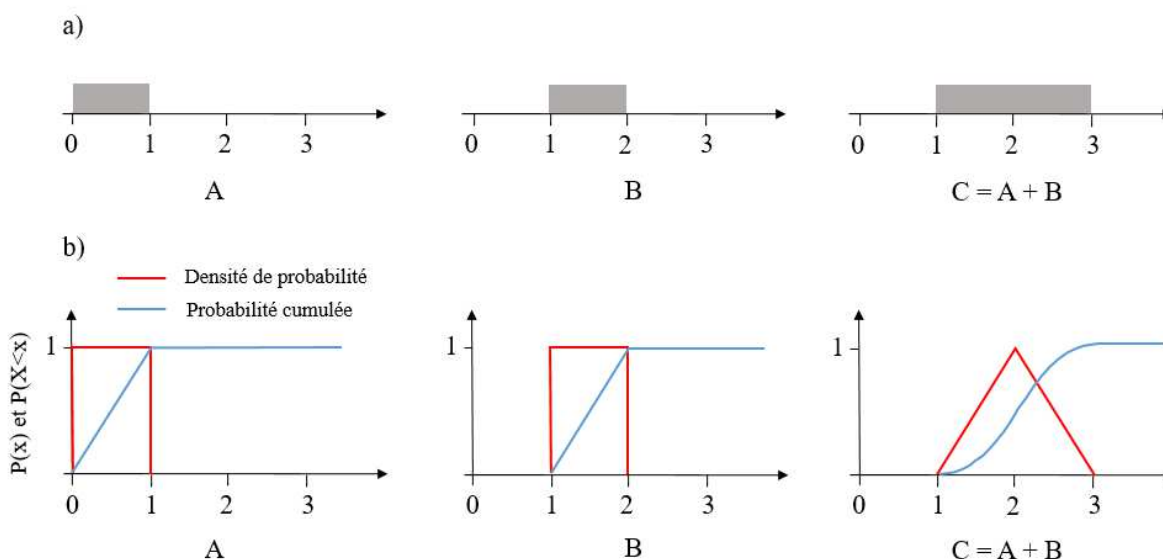 a)
0 1 2 3
A
0 1 2 3
B
0 1 2 3
C = A + B
b)
Densité de probabilité
Probabilité cumulée
P(x) et P(X<x)
1
0 1 2 3
A
1
0 1 2 3
B
1
0 1 2 3
C = A + B